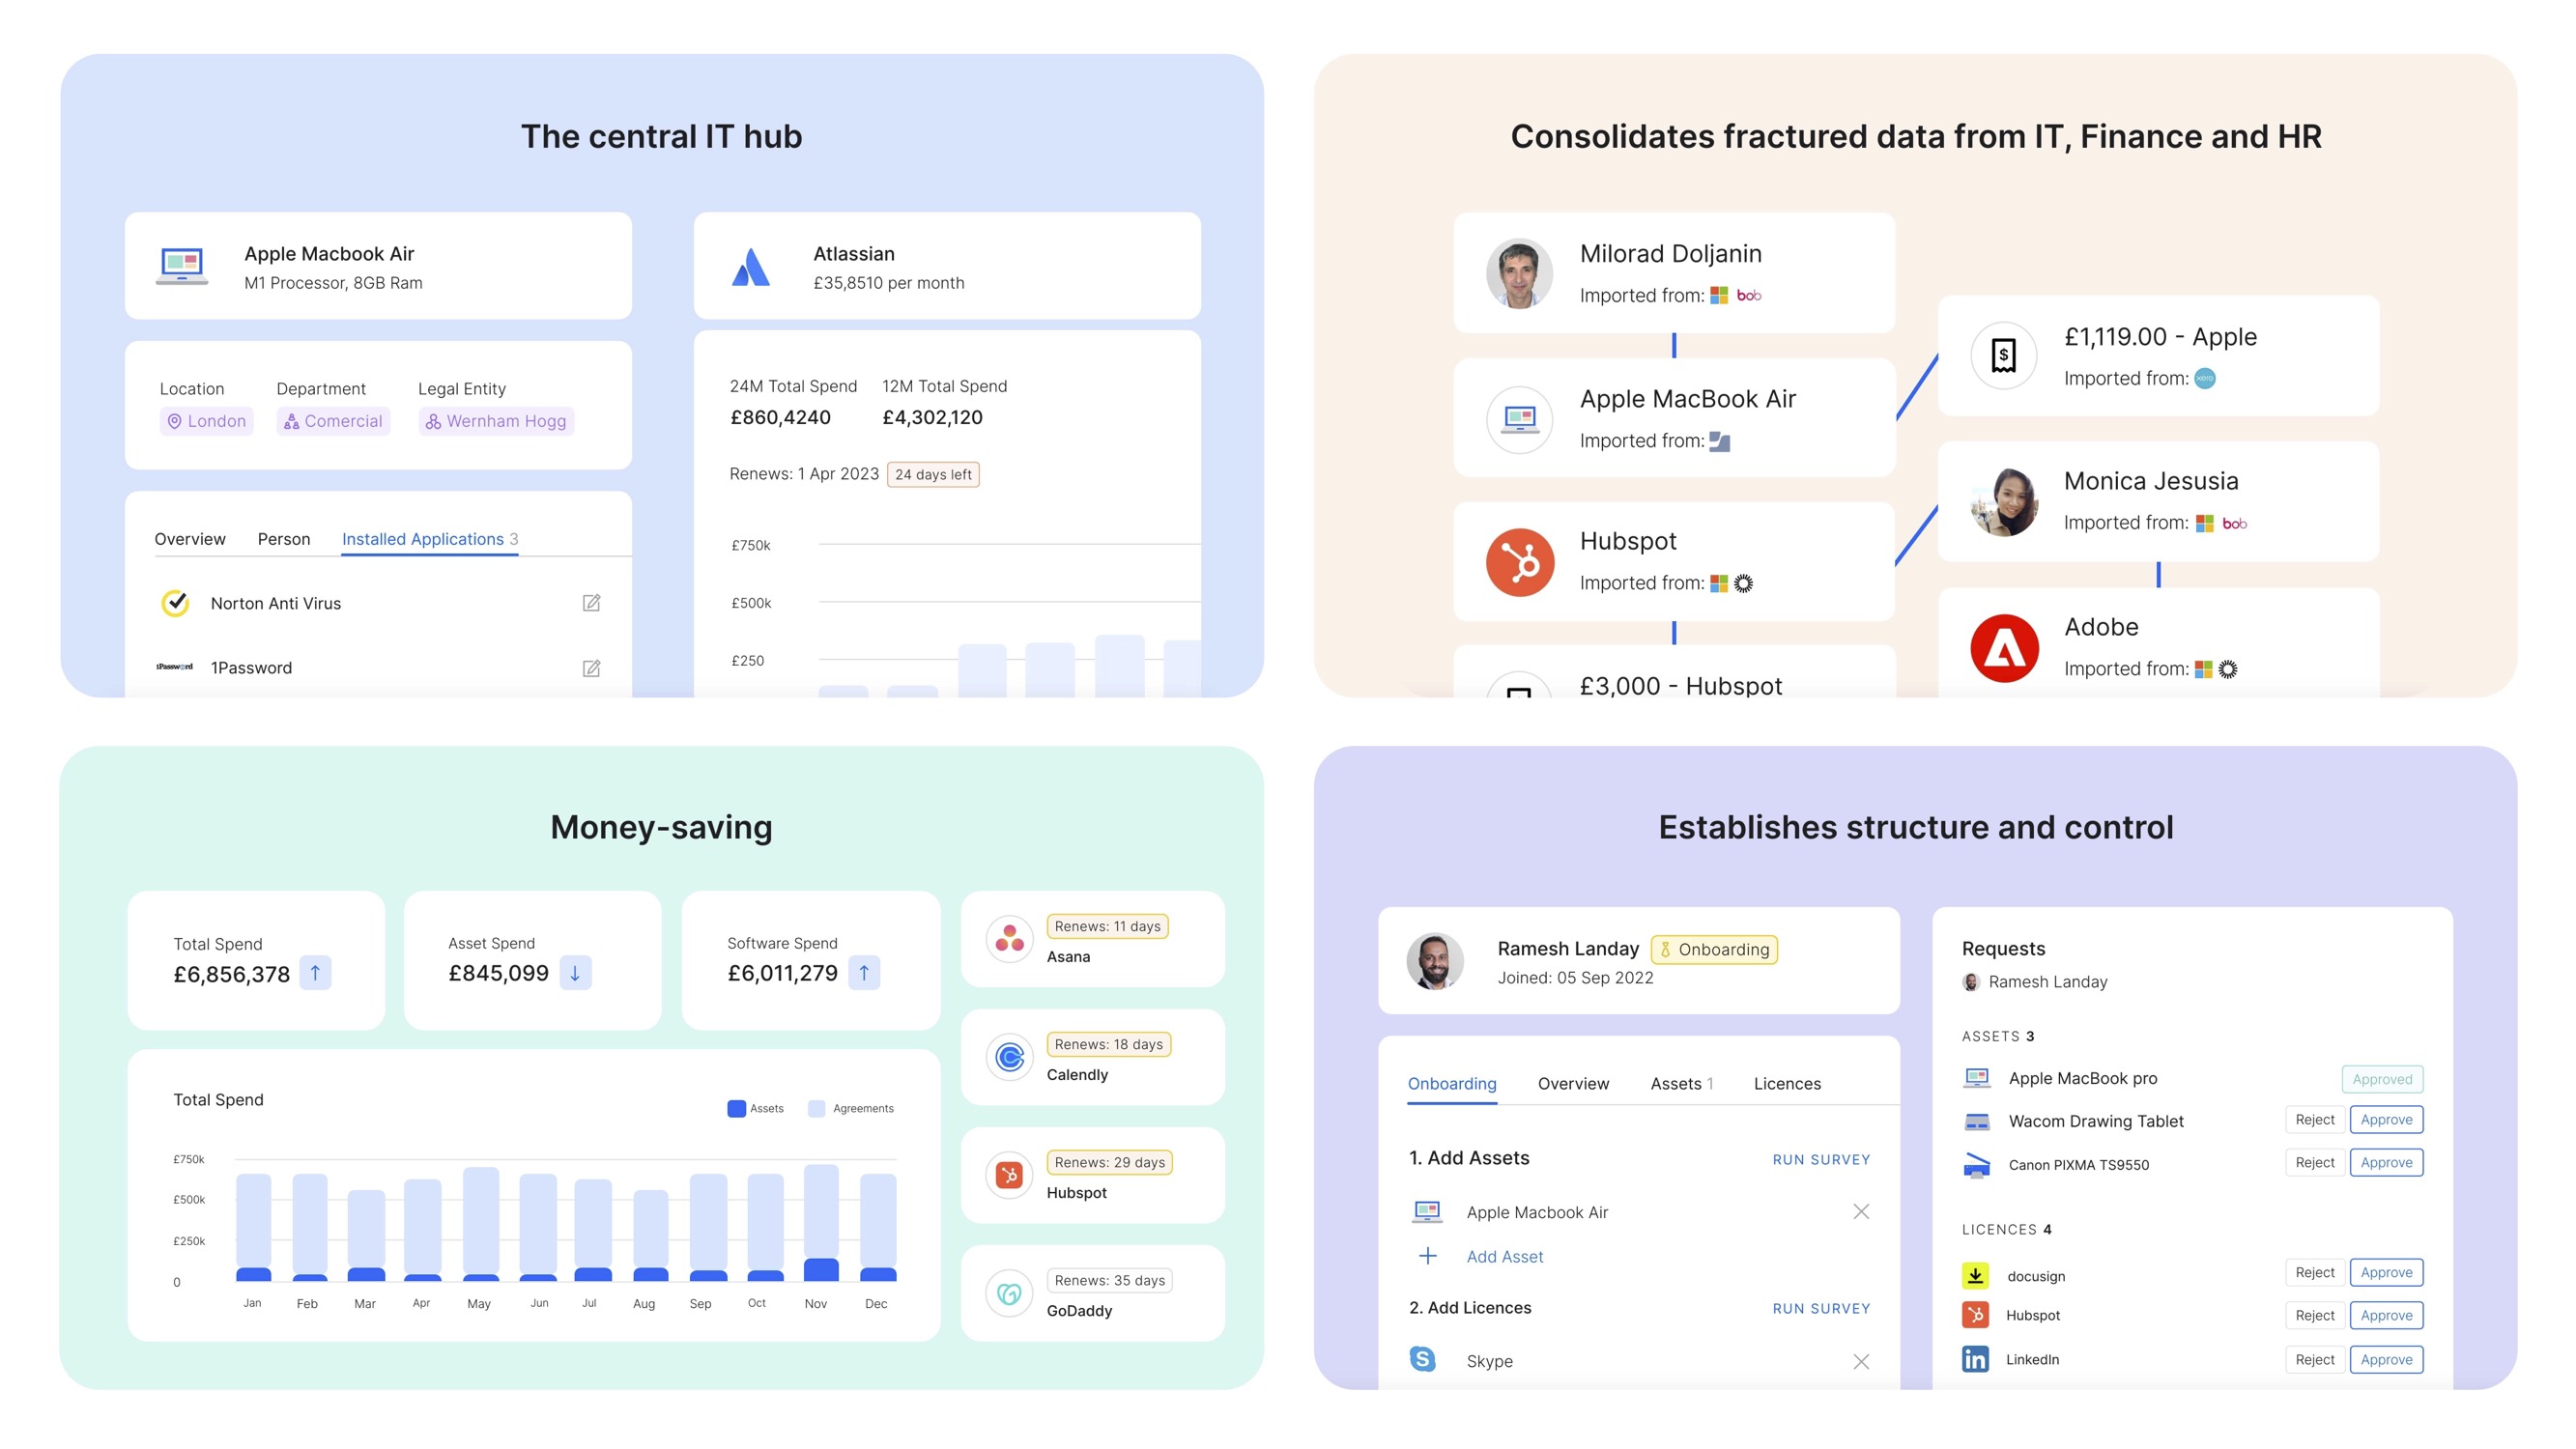 The central IT hub
Apple Macbook Air
M1 Processor, 8GB Ram
Location Department Legal Entity
London Comercial Wernham Hogg
Overview Person Installed Applications 3
Norton Anti Virus
1Password 1Password
Atlassian
£35,8510 per month
24M Total Spend 12M Total Spend
£860,4240 £4,302,120
Renews: 1 Apr 2023 24 days left
£750k
£500k
£250
Consolidates fractured data from IT, Finance and HR
Milorad Doljanin
Imported from: bob
Apple MacBook Air
Imported from:
Hubspot
Imported from:
£3,000 - Hubspot
£1,119.00 - Apple
Imported from: xero
Monica Jesusia
Imported from: bob
Adobe
Imported from:
Money-saving
Total Spend
£6,856,378
Asset Spend
£845,099
Software Spend
£6,011,279
Total Spend
Assets Agreements
£750k
£500k
£250k
0
Jan Feb Mar Apr May Jun Jul Aug Sep Oct Nov Dec
Renews: 11 days
Asana
Renews: 18 days
Calendly
Renews: 29 days
Hubspot
Renews: 35 days
GoDaddy
Establishes structure and control
Ramesh Landay Onboarding
Joined: 05 Sep 2022
Onboarding Overview Assets 1 Licences
1. Add Assets RUN SURVEY
Apple Macbook Air
Add Asset
2. Add Licences RUN SURVEY
Skype
Requests
Ramesh Landay
ASSETS 3
Apple MacBook pro Approved
Wacom Drawing Tablet Reject Approve
Canon PIXMA TS9550 Reject Approve
LICENCES 4
docusign Reject Approve
Hubspot Reject Approve
LinkedIn Reject Approve